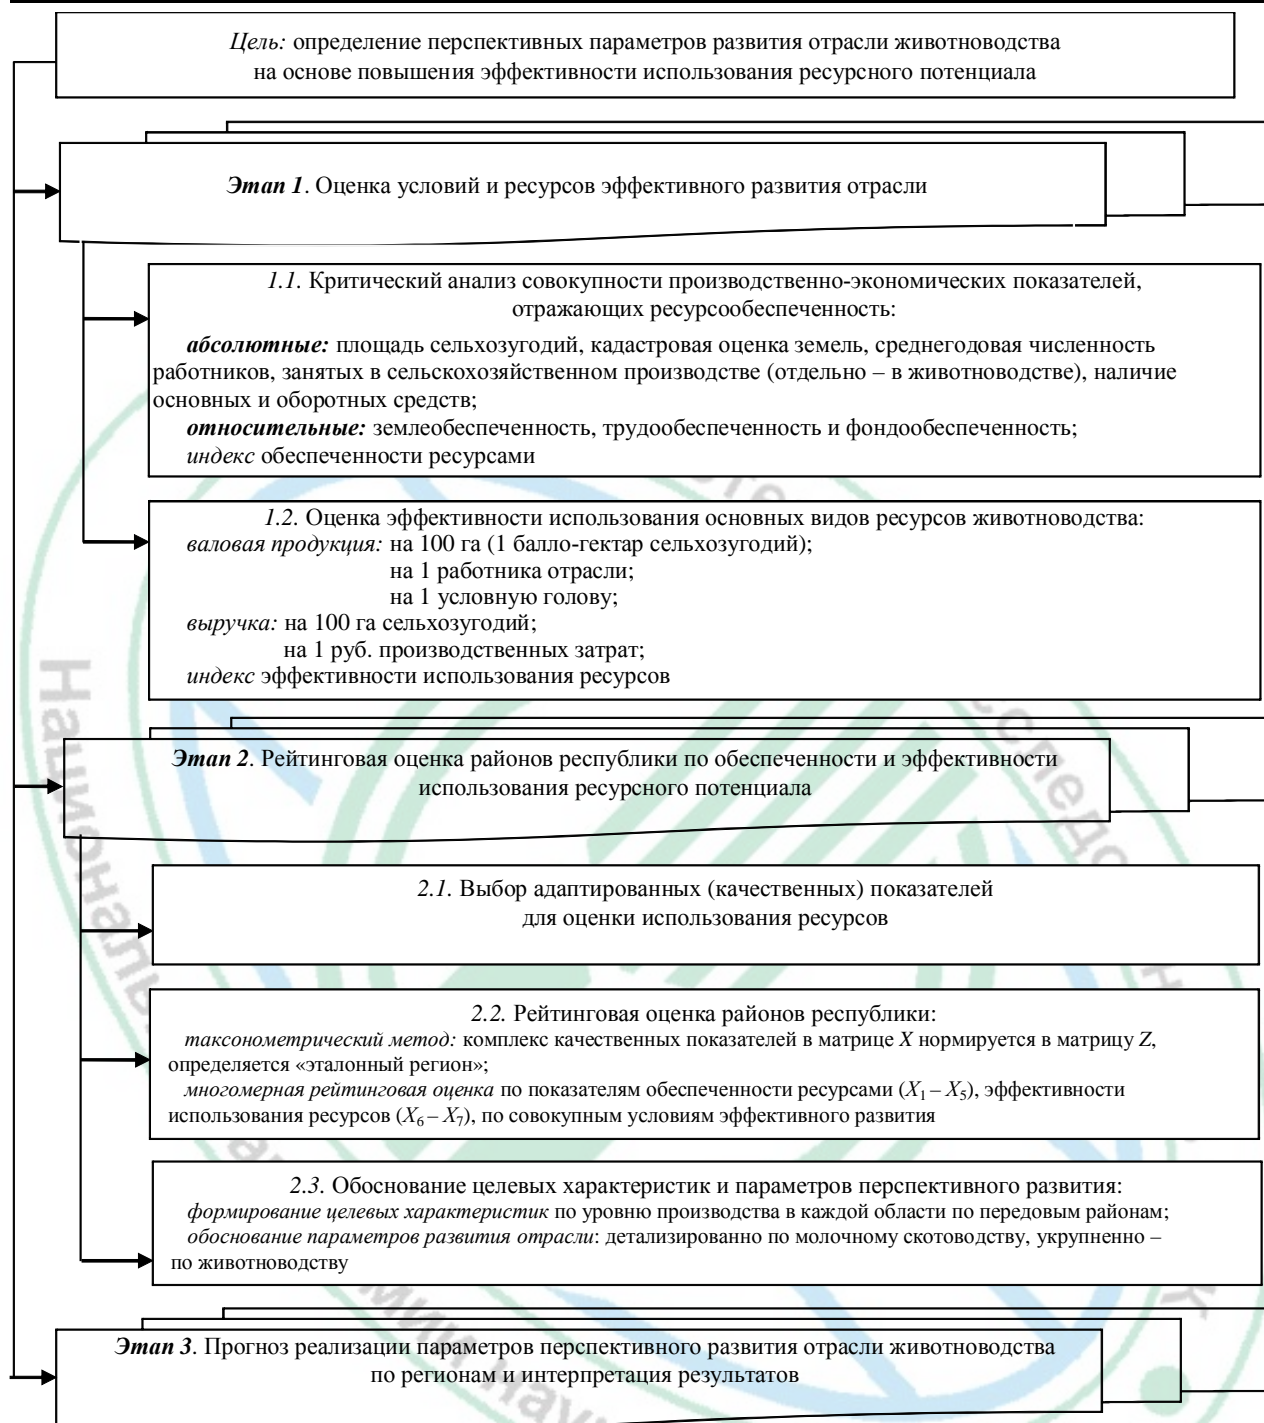 Цель: определение перспективных параметров развития отрасли животноводства
на основе повышения эффективности использования ресурсного потенциала
Этап 1. Оценка условий и ресурсов эффективного развития отрасли
1.1. Критический анализ совокупности производственно-экономических показателей,
отражающих ресурсообеспеченность:
абсолютные: площадь сельхозугодий, кадастровая оценка земель, среднегодовая численность
работников, занятых в сельскохозяйственном производстве (отдельно – в животноводстве), наличие
основных и оборотных средств;
относительные: землеобеспеченность, трудообеспеченность и фондообеспеченность;
индекс обеспеченности ресурсами
1.2. Оценка эффективности использования основных видов ресурсов животноводства:
валовая продукция: на 100 га (1 балло-гектар сельхозугодий);
на 1 работника отрасли;
на 1 условную голову;
выручка: на 100 га сельхозугодий;
на 1 руб. производственных затрат;
индекс эффективности использования ресурсов
Этап 2. Рейтинговая оценка районов республики по обеспеченности и эффективности
использования ресурсного потенциала
2.1. Выбор адаптированных (качественных) показателей
для оценки использования ресурсов
2.2. Рейтинговая оценка районов республики:
таксонометрический метод: комплекс качественных показателей в матрице X нормируется в матрицу Z,
определяется «эталонный регион»;
многомерная рейтинговая оценка по показателям обеспеченности ресурсами (X₁ – X₅), эффективности
использования ресурсов (X₆ – X₇), по совокупным условиям эффективного развития
2.3. Обоснование целевых характеристик и параметров перспективного развития:
формирование целевых характеристик по уровню производства в каждой области по передовым районам;
обоснование параметров развития отрасли: детализированно по молочному скотоводству, укрупненно –
по животноводству
Этап 3. Прогноз реализации параметров перспективного развития отрасли животноводства
по регионам и интерпретация результатов